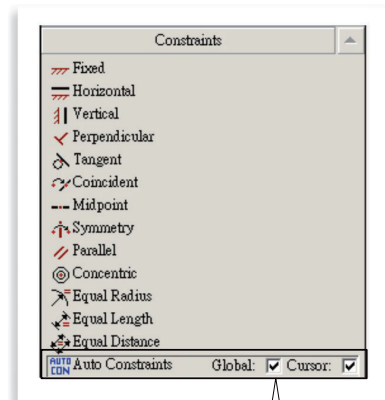 Constraints
Fixed
Horizontal
Vertical
Perpendicular
Tangent
Coincident
Midpoint
Symmetry
Parallel
Concentric
Equal Radius
Equal Length
Equal Distance
AUTO CON Auto Constraints Global: Cursor: